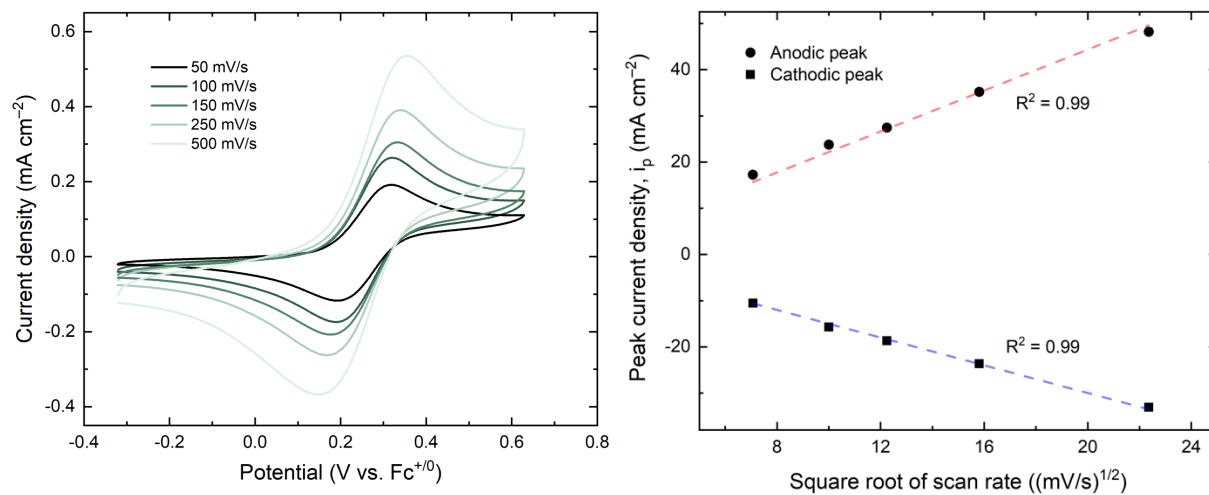 0.6
0.4
0.2
0.0
-0.2
-0.4
Current density (mA cm⁻²)
50 mV/s
100 mV/s
150 mV/s
250 mV/s
500 mV/s
-0.4 -0.2 0.0 0.2 0.4 0.6 0.8
Potential (V vs. Fc⁺/⁰)
40
20
0
-20
Peak current density, iₚ (mA cm⁻²)
Anodic peak
Cathodic peak
R² = 0.99
R² = 0.99
8 12 16 20 24
Square root of scan rate ((mV/s)¹/²)